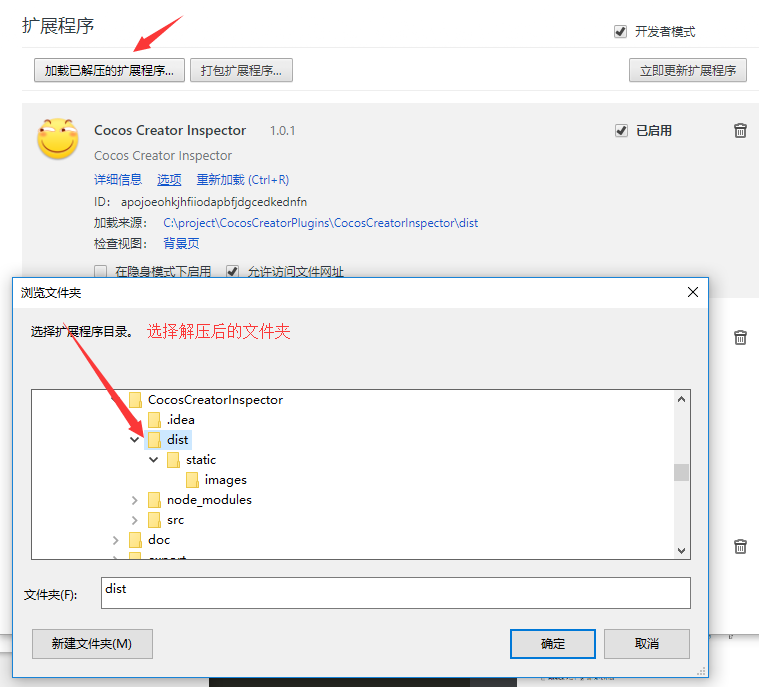 扩展程序
开发者模式
加载已解压的扩展程序...
打包扩展程序...
立即更新扩展程序
Cocos Creator Inspector 1.0.1
已启用
Cocos Creator Inspector
详细信息 选项 重新加载 (Ctrl+R)
ID: apojoeohkjhfiiodapbfjdgcedkednfn
加载来源: C:\project\CocosCreatorPlugins\CocosCreatorInspector\dist
检查视图: 背景页
在隐身模式下启用 允许访问文件网址
浏览文件夹
选择扩展程序目录。 选择解压后的文件夹
CocosCreatorInspector
.idea
dist
static
images
node_modules
src
doc
文件夹(F): dist
新建文件夹(M)
确定
取消